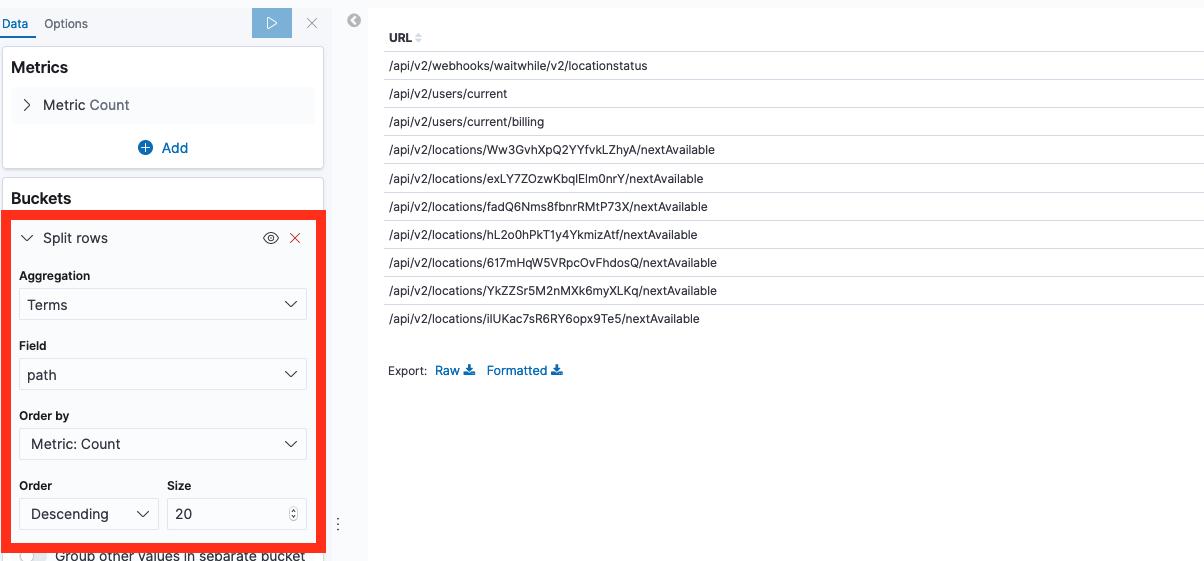 Data Options
Metrics
Metric Count
Add
Buckets
Split rows
Aggregation
Terms
Field
path
Order by
Metric: Count
Order Size
Descending 20
Group other values in separate bucket
URL
/api/v2/webhooks/waitwhile/v2/locationstatus
/api/v2/users/current
/api/v2/users/current/billing
/api/v2/locations/Ww3GvhXpQ2YYfvkLZhyA/nextAvailable
/api/v2/locations/exLY7ZOzwKbqlElm0nrY/nextAvailable
/api/v2/locations/fadQ6Nms8fbnrRMtP73X/nextAvailable
/api/v2/locations/hL2o0hPkT1y4YkmizAtf/nextAvailable
/api/v2/locations/617mHqW5VRpcOvFhdosQ/nextAvailable
/api/v2/locations/YkZZSr5M2nMXk6myXLKq/nextAvailable
/api/v2/locations/ilUKac7sR6RY6opx9Te5/nextAvailable
Export: Raw Formatted